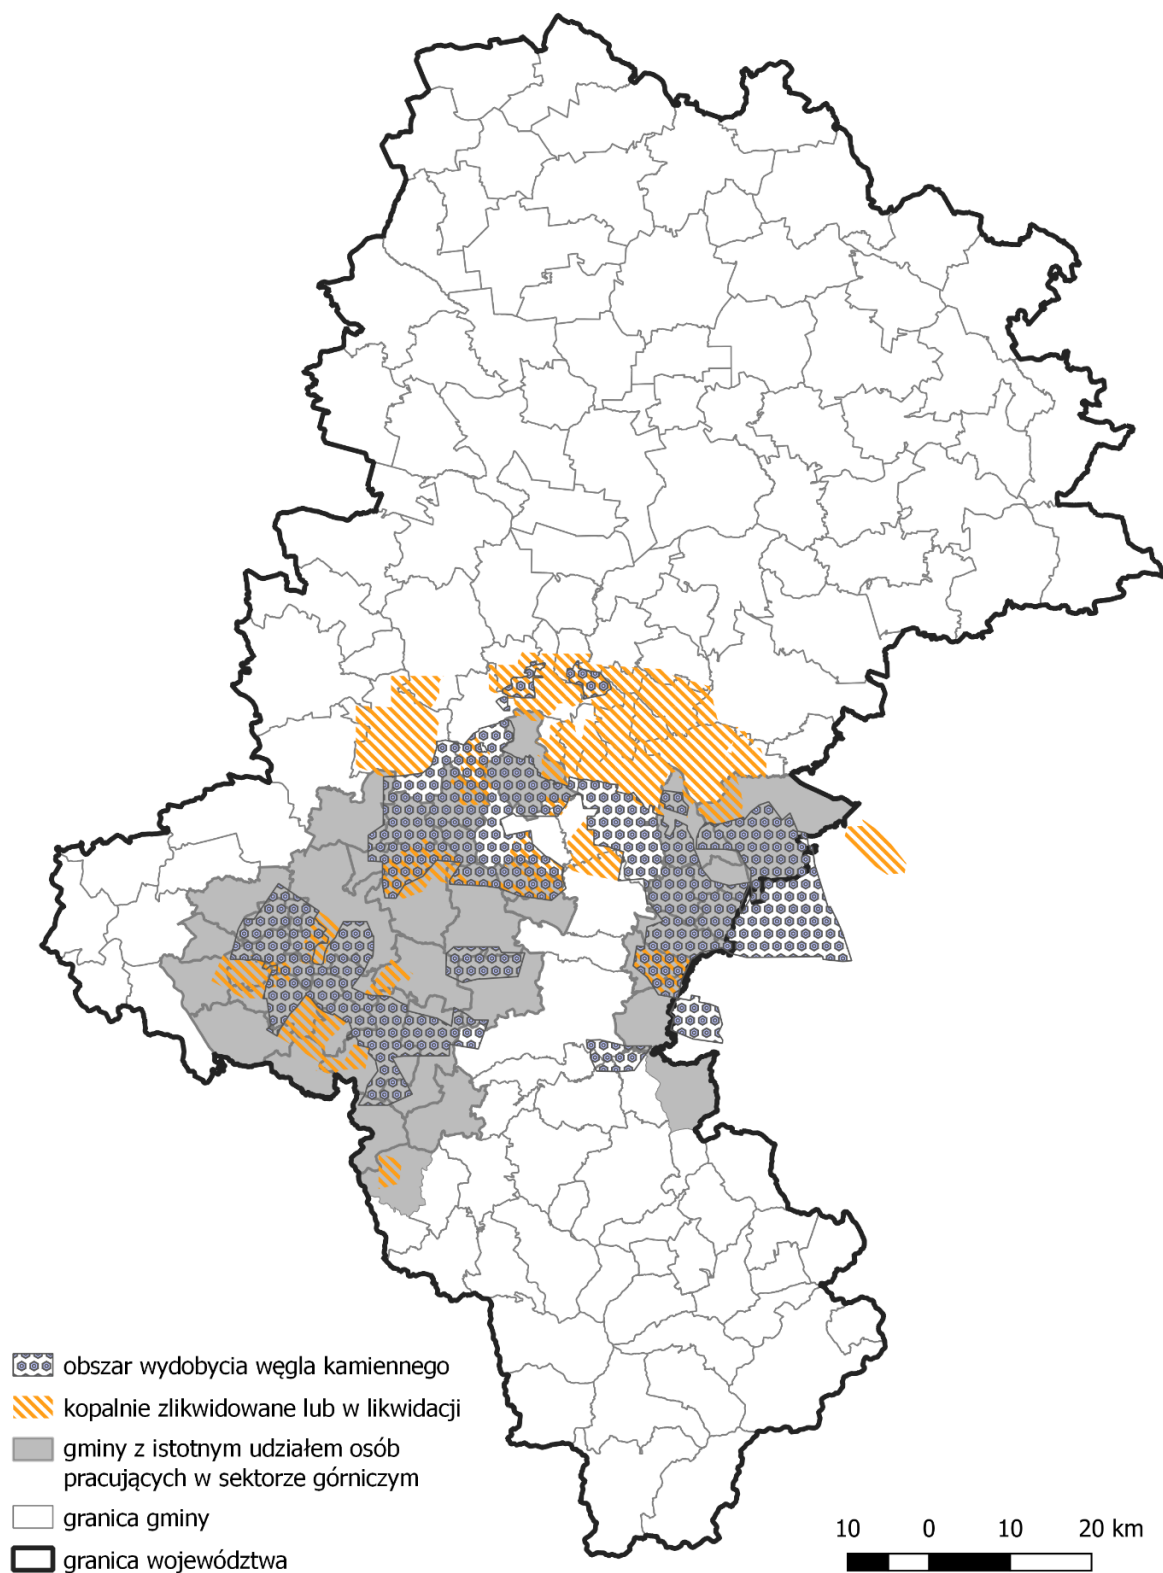 obszar wydobycia węgla kamiennego
kopalnie zlikwidowane lub w likwidacji
gminy z istotnym udziałem osób
pracujących w sektorze górniczym
granica gminy
granica województwa
10 0 10 20 km